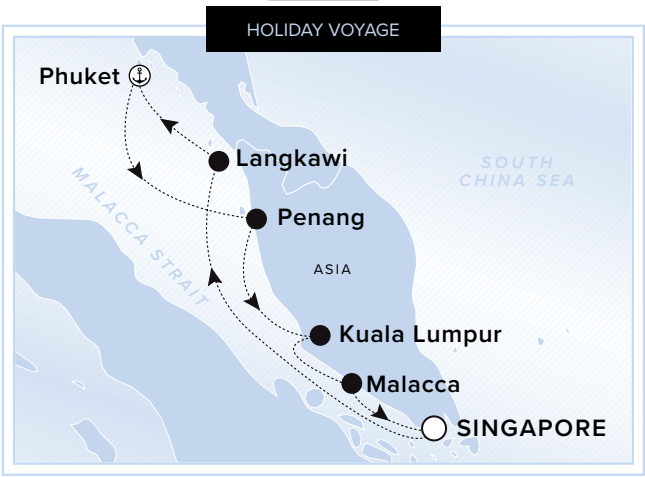 HOLIDAY VOYAGE
Phuket
Langkawi
SOUTH
CHINA SEA
MALACCA STRAIT
Penang
ASIA
Kuala Lumpur
Malacca
SINGAPORE